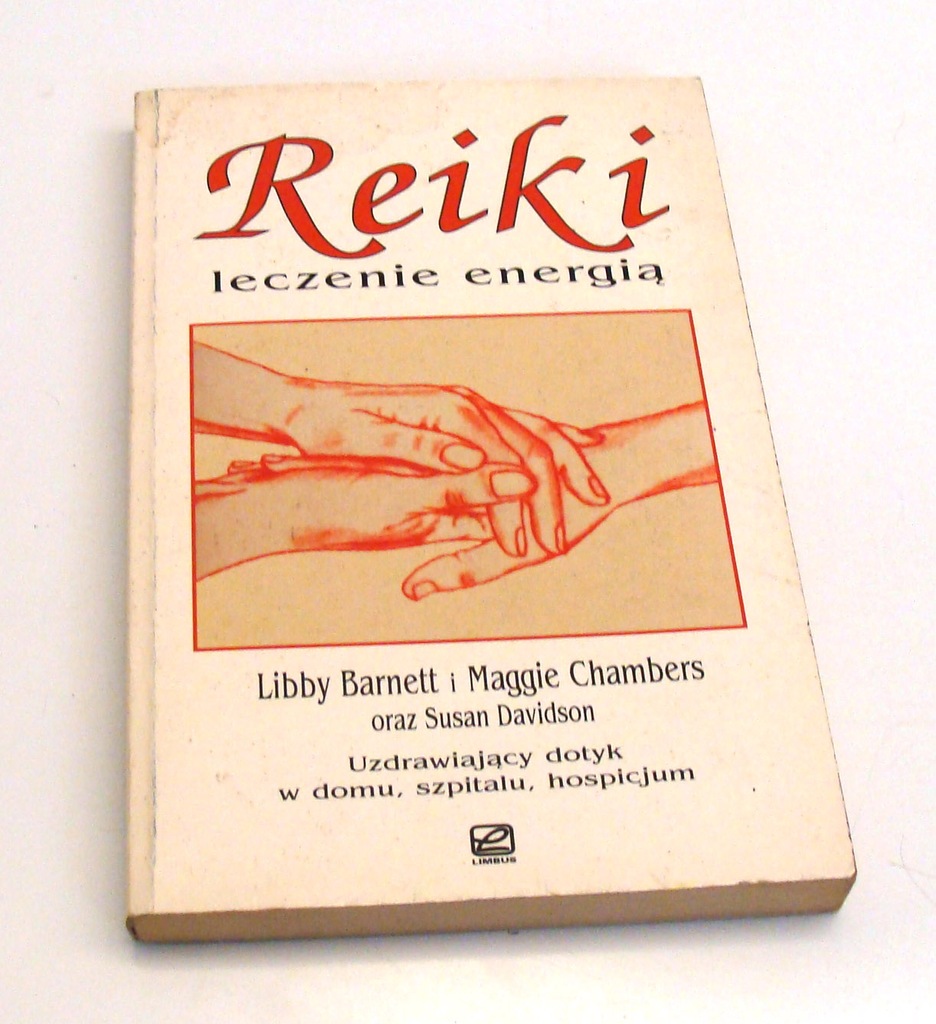 Reiki
leczenie energią
Libby Barnett i Maggie Chambers
oraz Susan Davidson
Uzdrawiający dotyk
w domu, szpitalu, hospicjum
LIMBUS